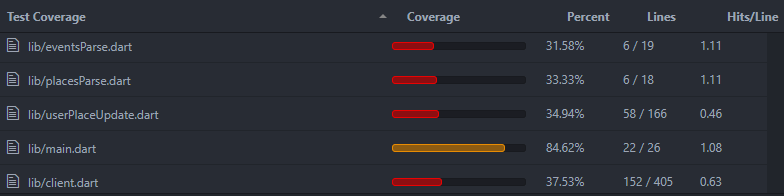 Test Coverage Coverage Percent Lines Hits/Line
lib/eventsParse.dart 31.58% 6 / 19 1.11
lib/placesParse.dart 33.33% 6 / 18 1.11
lib/userPlaceUpdate.dart 34.94% 58 / 166 0.46
lib/main.dart 84.62% 22 / 26 1.08
lib/client.dart 37.53% 152 / 405 0.63